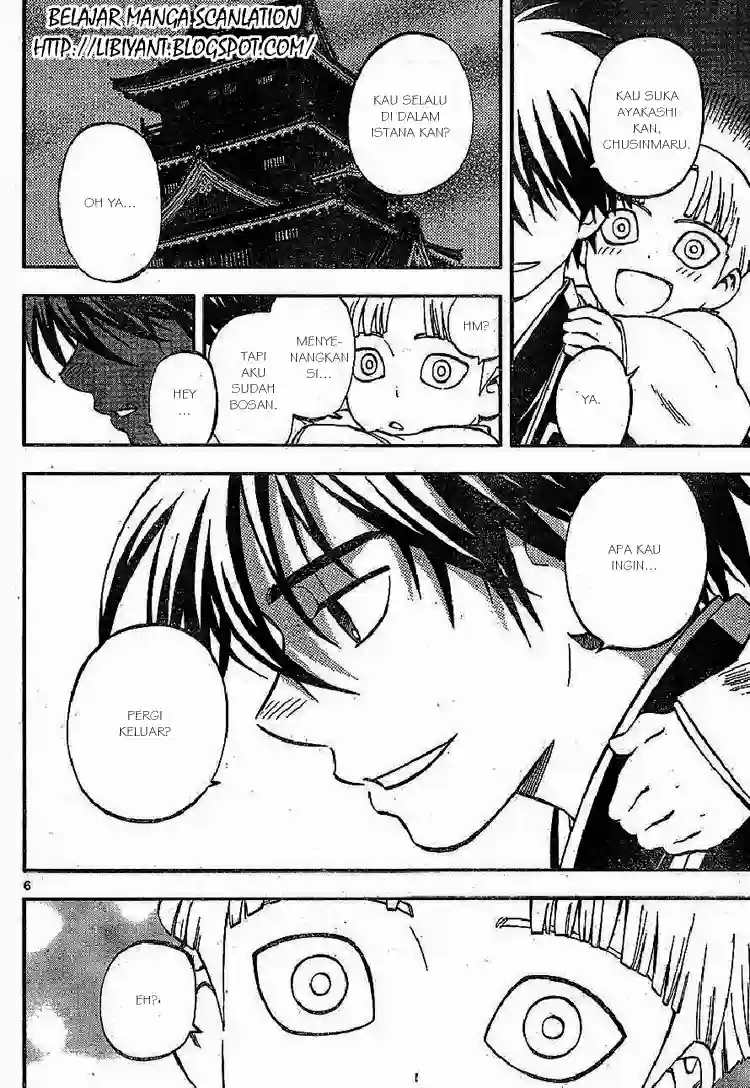 BELAJAR MANGA SCANLATION
HTTP://LIBIYANT.BLOGSPOT.COM/
KAU SUKA
AYAKASHI
KAN,
CHUSINMARU.
YA.
KAU SELALU
DI DALAM
ISTANA KAN?
OH YA...
HM?
MENYE-
NANGKAN
SI...
TAPI
AKU
SUDAH
BOSAN.
HEY
...
APA KAU
INGIN...
PERGI
KELUAR?
6
EH?